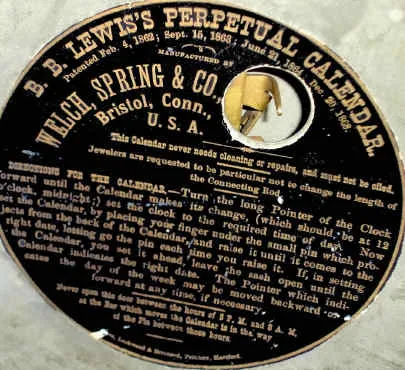 B. B. LEWIS'S PERPETUAL CALENDAR.
Patented Feb. 4, 1862; Sept. 15, 1863; June 21, 1864; Dec. 20, 1868.
MANUFACTURED BY
WELCH, SPRING & CO.,
Bristol, Conn.,
U. S. A.
This Calendar never needs cleaning or repairs, and must not be oiled.
Jewelers are requested to be particular not to change the length of
the Connecting Rod
DIRECTIONS FOR THE CALENDAR.—Turn the long Pointer of the Clock
forward until the Calendar makes its change, (which should be at 12
o'clock, midnight;) set the clock to the required time of day. Now
set the Calendar, by placing your finger under the small pin which pro-
jects from the back of the Calendar, and raise it until it comes to the
the date, letting go the pin each time you raise it. If, in setting
the Calendar, you set it ahead, leave the sash open until the
Calendar indicates the right date. The Pointer which indi-
cates the day of the week may be moved backward or
forward at any time, if necessary.
Never open this door between the hours of 5 P. M. and 5 A. M.
as the Pin which moves the Calendar is in the way
of the Pin between those hours.
Lockwood & Brainard, Printers, Hartford.